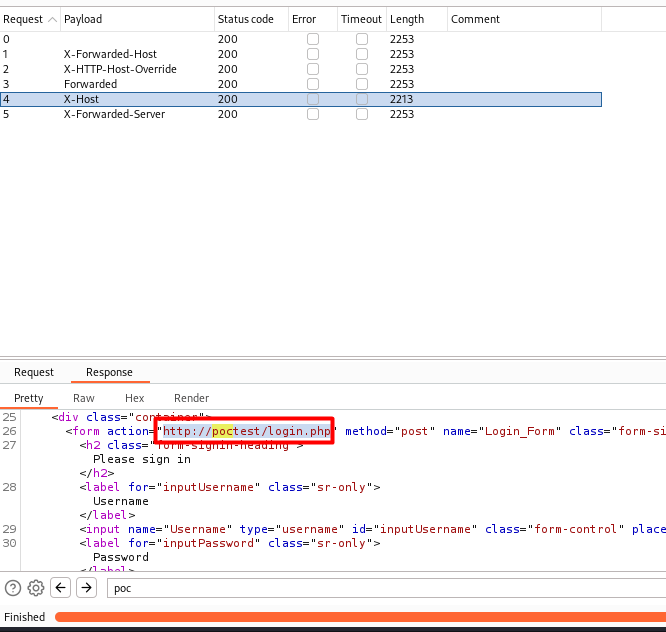 Request Payload Status code Error Timeout Length Comment
0 200 2253
1 X-Forwarded-Host 200 2253
2 X-HTTP-Host-Override 200 2253
3 Forwarded 200 2253
4 X-Host 200 2213
5 X-Forwarded-Server 200 2253
Request Response
Pretty Raw Hex Render
25 <div class="container">
26 <form action="http://poctest/login.php" method="post" name="Login_Form" class="form-si
27 <h2 class="form-signin-heading">
Please sign in
</h2>
28 <label for="inputUsername" class="sr-only">
Username
</label>
29 <input name="Username" type="username" id="inputUsername" class="form-control" place
30 <label for="inputPassword" class="sr-only">
Password
</label>
poc
Finished